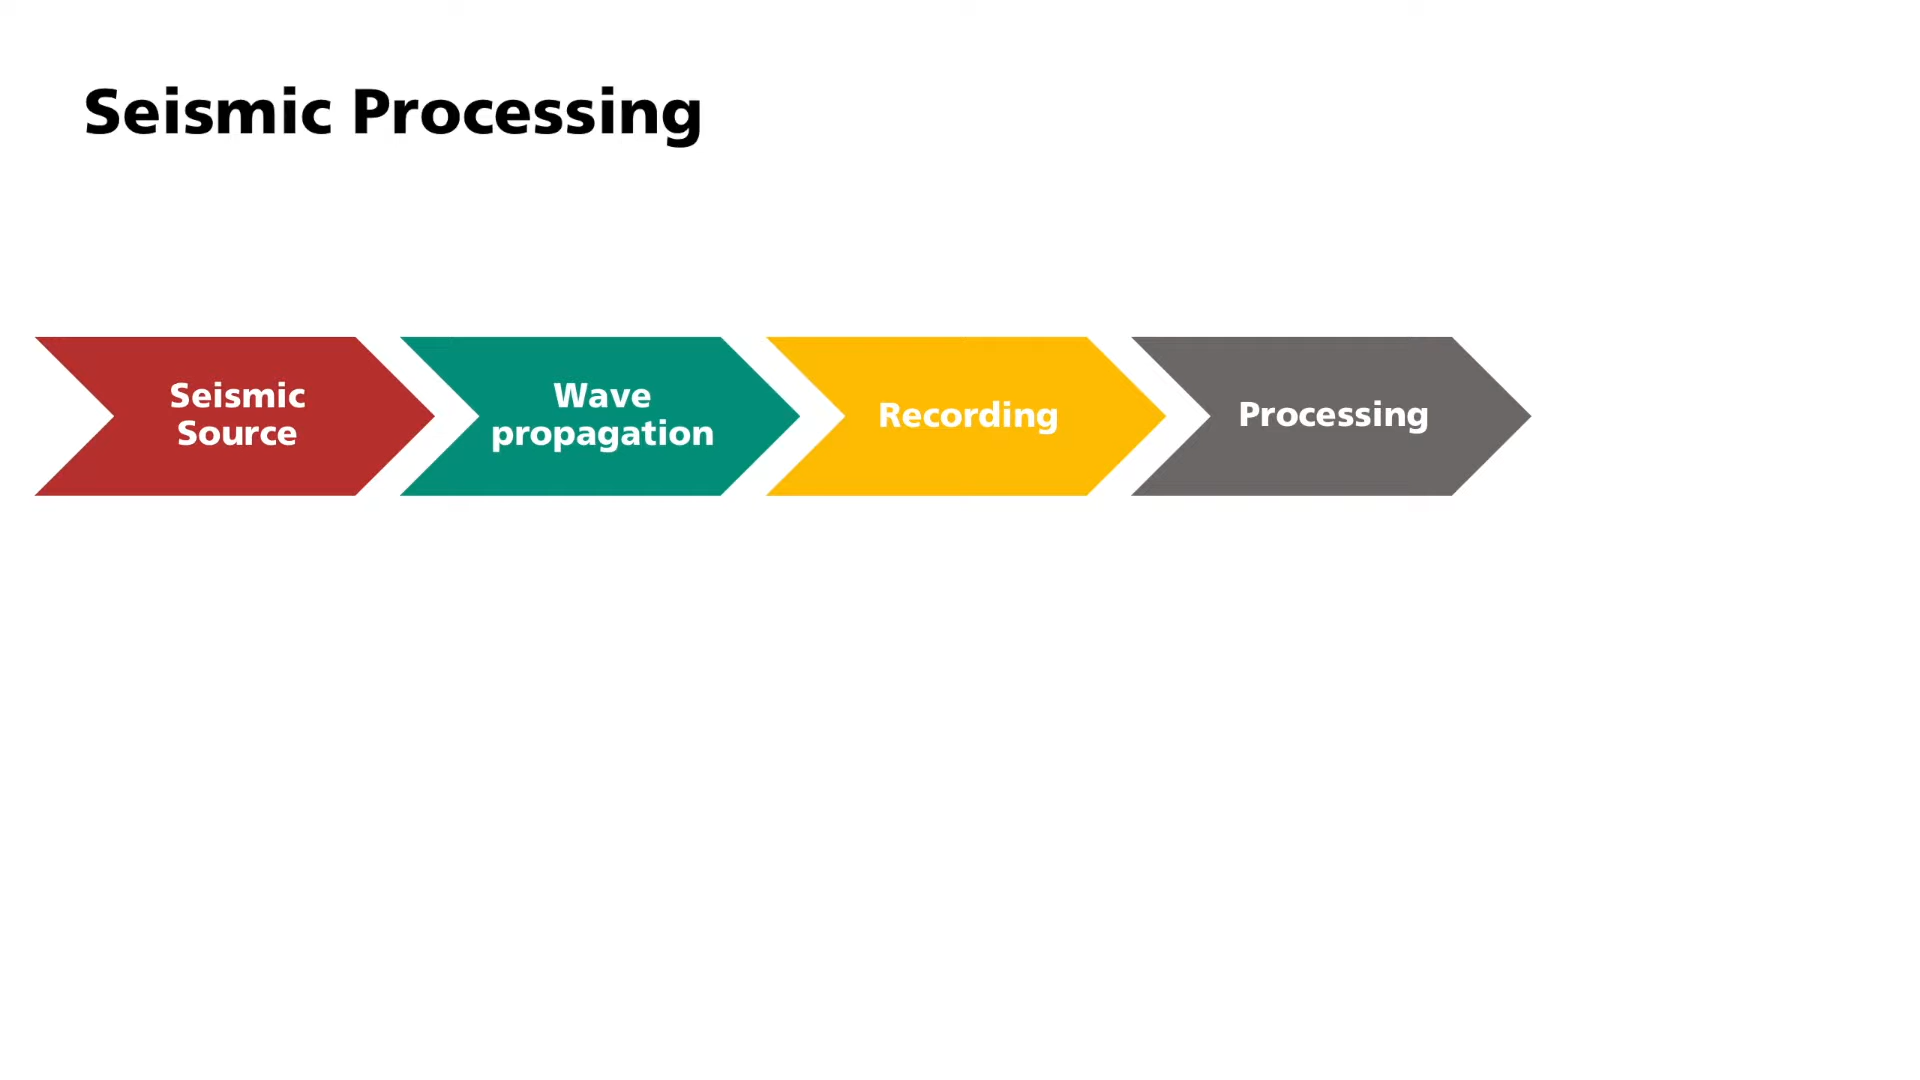 Seismic Processing
Seismic
Source
Wave
propagation
Recording
Processing